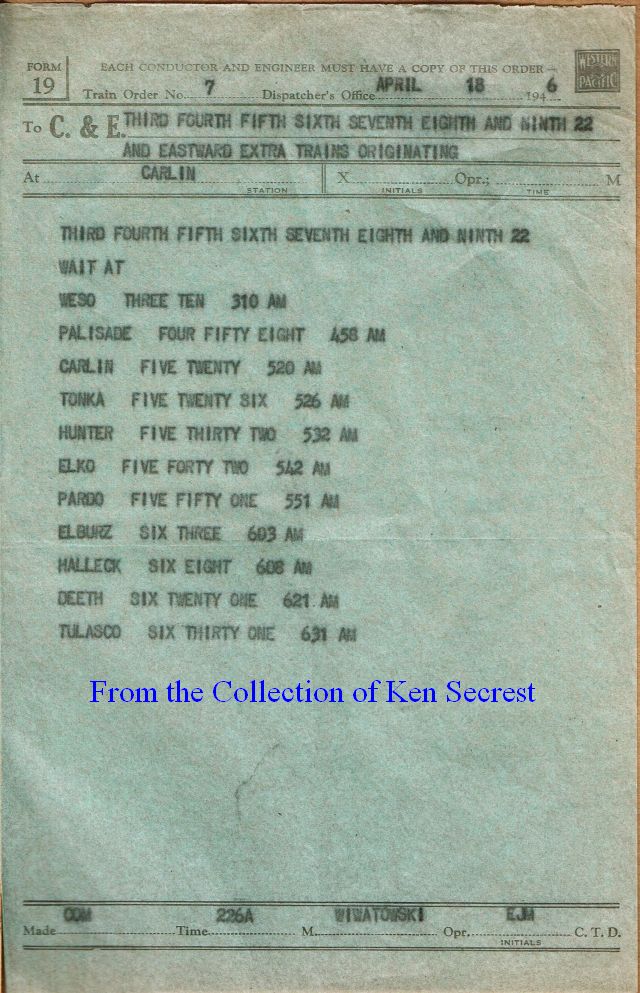 FORM
19
EACH CONDUCTOR AND ENGINEER MUST HAVE A COPY OF THIS ORDER
WESTERN
PACIFIC
Train Order No. 7 Dispatcher's Office APRIL 18 1946
To C. & E. THIRD FOURTH FIFTH SIXTH SEVENTH EIGHTH AND NINTH 22
AND EASTWARD EXTRA TRAINS ORIGINATING
At CARLIN X Opr.; M
STATION INITIALS TIME
THIRD FOURTH FIFTH SIXTH SEVENTH EIGHTH AND NINTH 22
WAIT AT
WESO THREE TEN 310 AM
PALISADE FOUR FIFTY EIGHT 458 AM
CARLIN FIVE TWENTY 520 AM
TONKA FIVE TWENTY SIX 526 AM
HUNTER FIVE THIRTY TWO 532 AM
ELKO FIVE FORTY TWO 542 AM
PARDO FIVE FIFTY ONE 551 AM
ELBURZ SIX THREE 603 AM
HALLECK SIX EIGHT 608 AM
DEETH SIX TWENTY ONE 621 AM
TULASCO SIX THIRTY ONE 631 AM
From the Collection of Ken Secrest
Made COM Time 226A M. WIWATOWSKI Opr. EJM C. T. D.
INITIALS